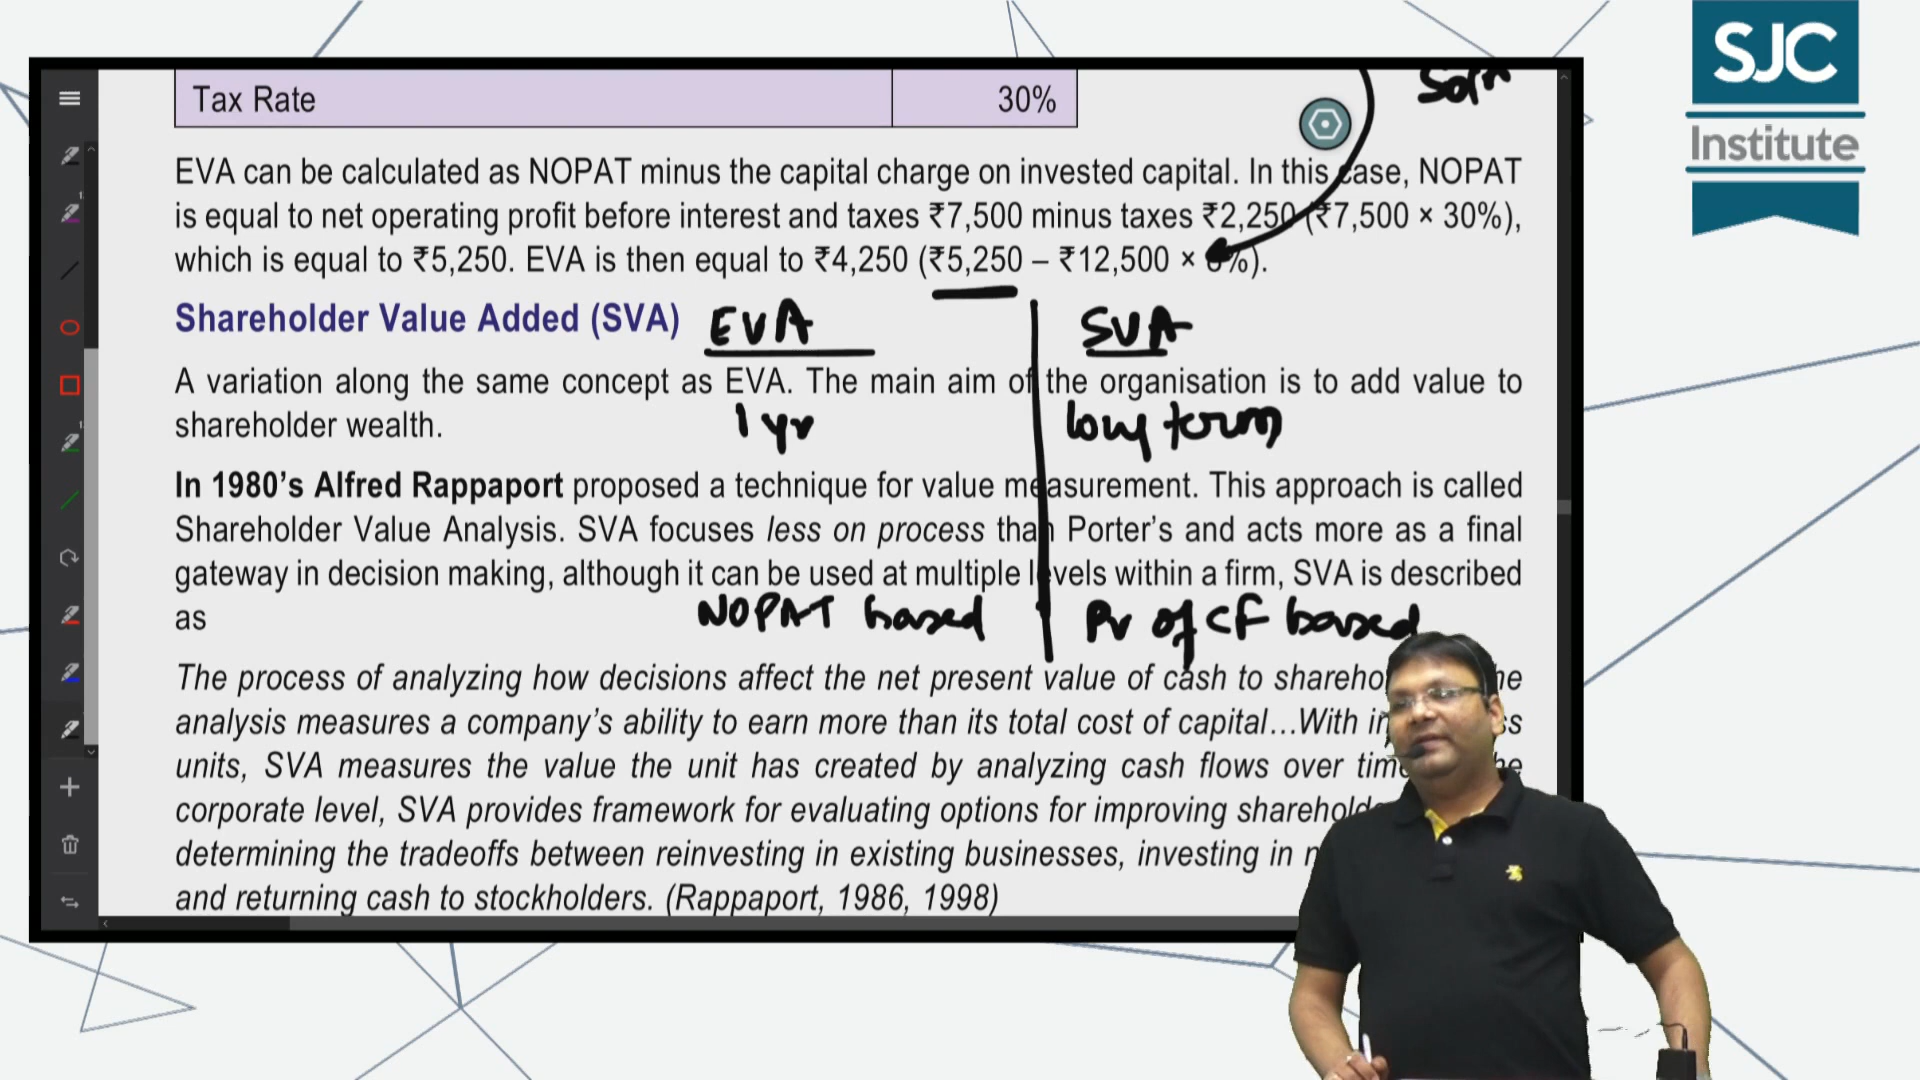 SJC
Institute
Tax Rate 30%
EVA can be calculated as NOPAT minus the capital charge on invested capital. In this case, NOPAT
is equal to net operating profit before interest and taxes ₹7,500 minus taxes ₹2,250 (₹7,500 × 30%),
which is equal to ₹5,250. EVA is then equal to ₹4,250 (₹5,250 – ₹12,500 × %).
Shareholder Value Added (SVA) EVA SVA
A variation along the same concept as EVA. The main aim of the organisation is to add value to
shareholder wealth.
1 yr long term
In 1980's Alfred Rappaport proposed a technique for value measurement. This approach is called
Shareholder Value Analysis. SVA focuses less on process than Porter's and acts more as a final
gateway in decision making, although it can be used at multiple levels within a firm, SVA is described
as
NOPAT based PV of CF based
The process of analyzing how decisions affect the net present value of cash to
analysis measures a company's ability to earn more than its total cost of capital…With
units, SVA measures the value the unit has created by analyzing cash flows over
corporate level, SVA provides framework for evaluating options for improving
determining the tradeoffs between reinvesting in existing businesses, investing in
and returning cash to stockholders. (Rappaport, 1986, 1998)